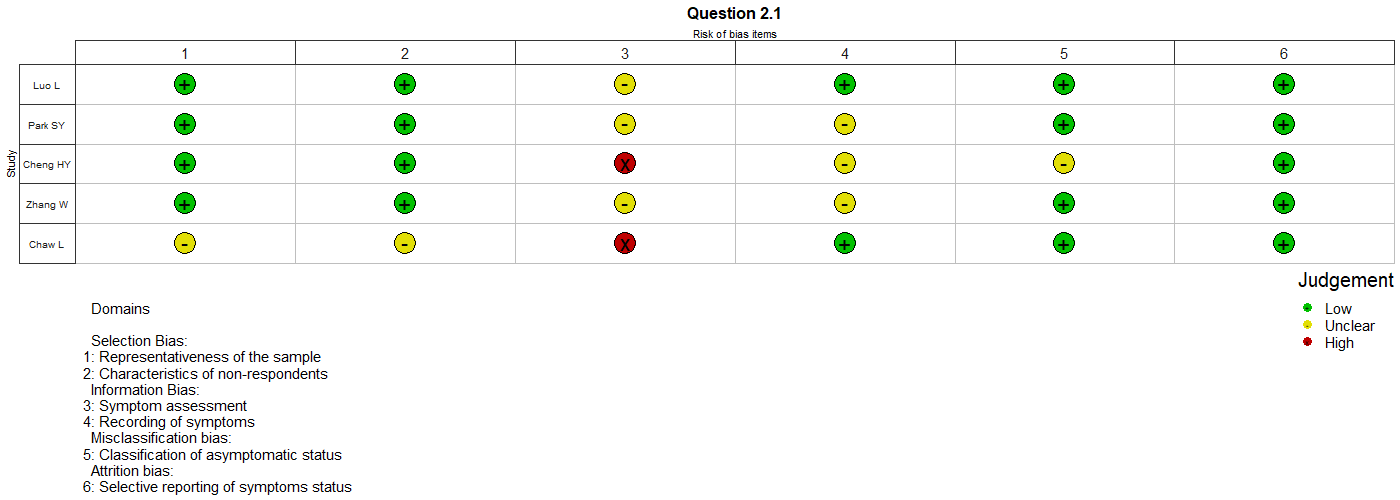 Question 2.1
Risk of bias items
1 2 3 4 5 6
Study
Luo L + + - + + +
Park SY + + - - + +
Cheng HY + + X - - +
Zhang W + + - - + +
Chaw L - - X + + +
Judgement
Low
Unclear
High
Domains
Selection Bias:
1: Representativeness of the sample
2: Characteristics of non-respondents
Information Bias:
3: Symptom assessment
4: Recording of symptoms
Misclassification bias:
5: Classification of asymptomatic status
Attrition bias:
6: Selective reporting of symptoms status